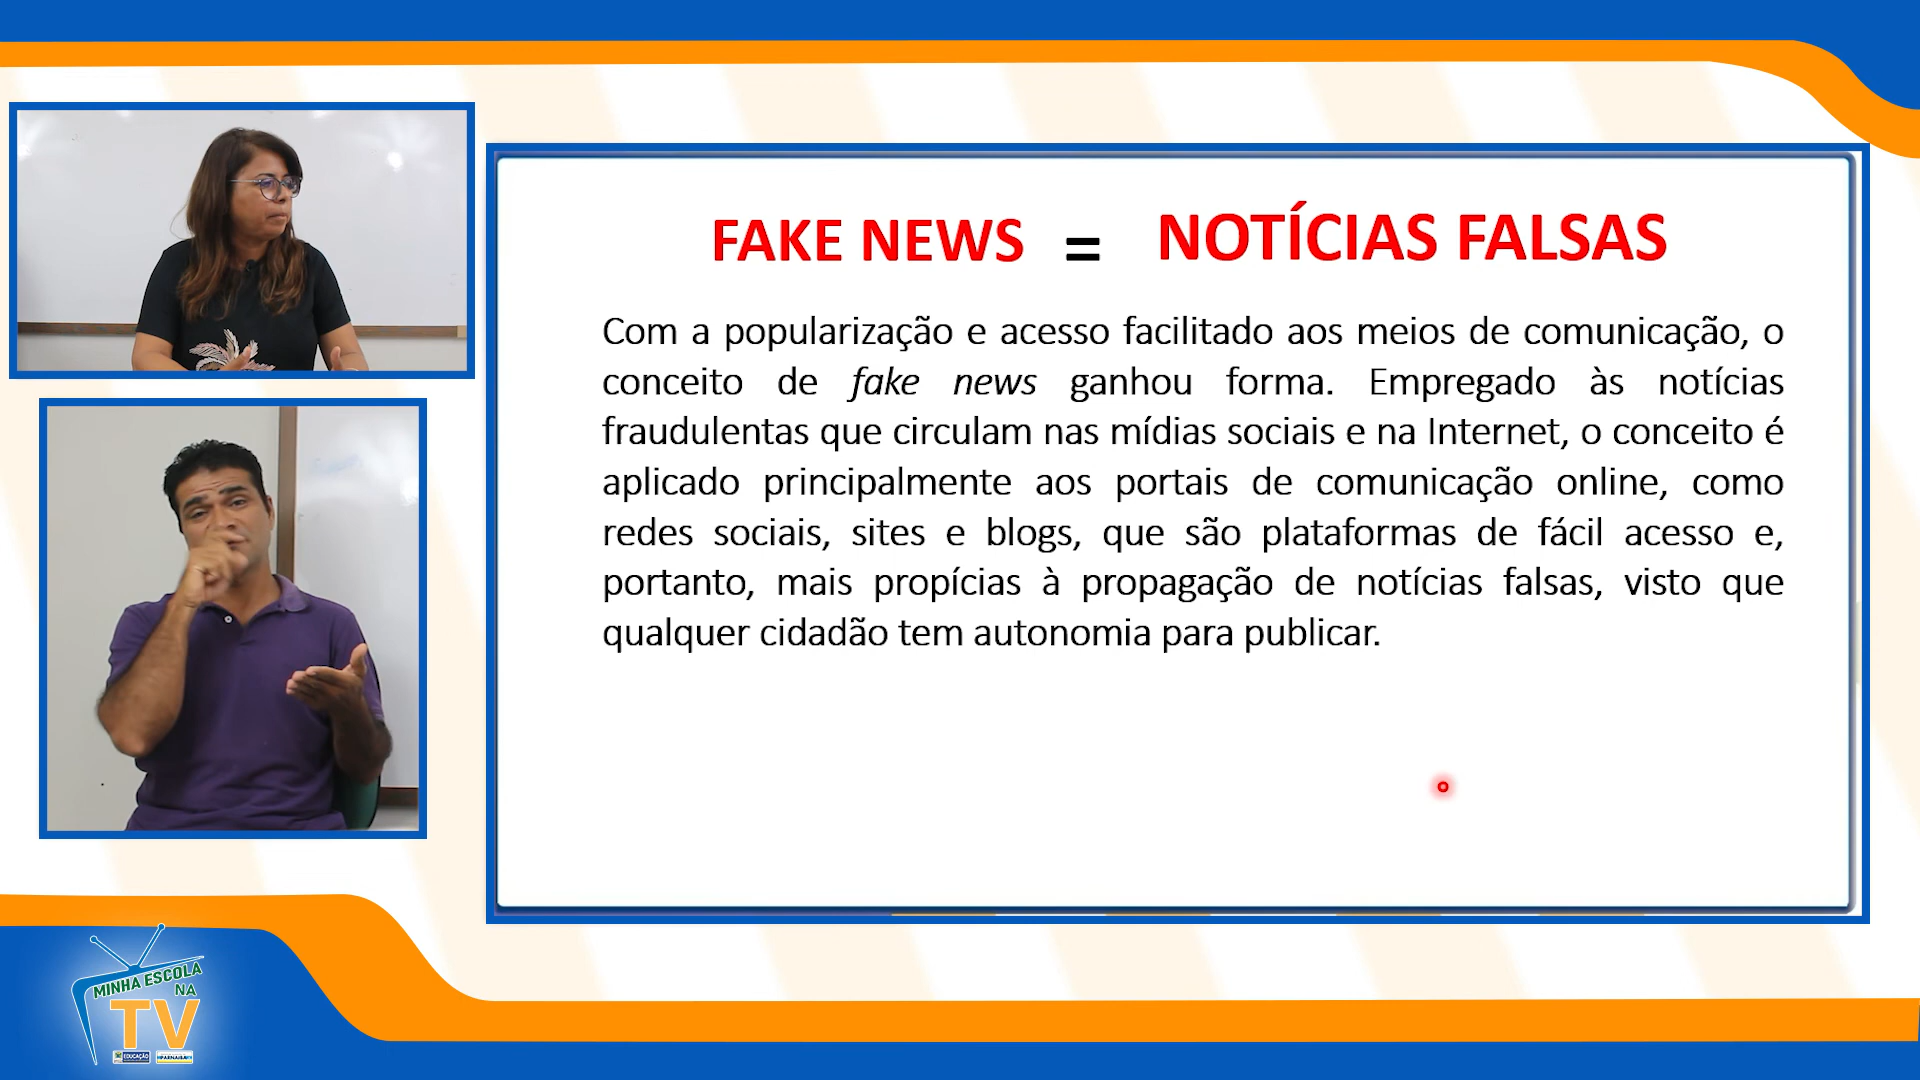 FAKE NEWS = NOTÍCIAS FALSAS
Com a popularização e acesso facilitado aos meios de comunicação, o
conceito de fake news ganhou forma. Empregado às notícias
fraudulentas que circulam nas mídias sociais e na Internet, o conceito é
aplicado principalmente aos portais de comunicação online, como
redes sociais, sites e blogs, que são plataformas de fácil acesso e,
portanto, mais propícias à propagação de notícias falsas, visto que
qualquer cidadão tem autonomia para publicar.
MINHA ESCOLA
NA
TV
EDUCAÇÃO
PARNAÍBA